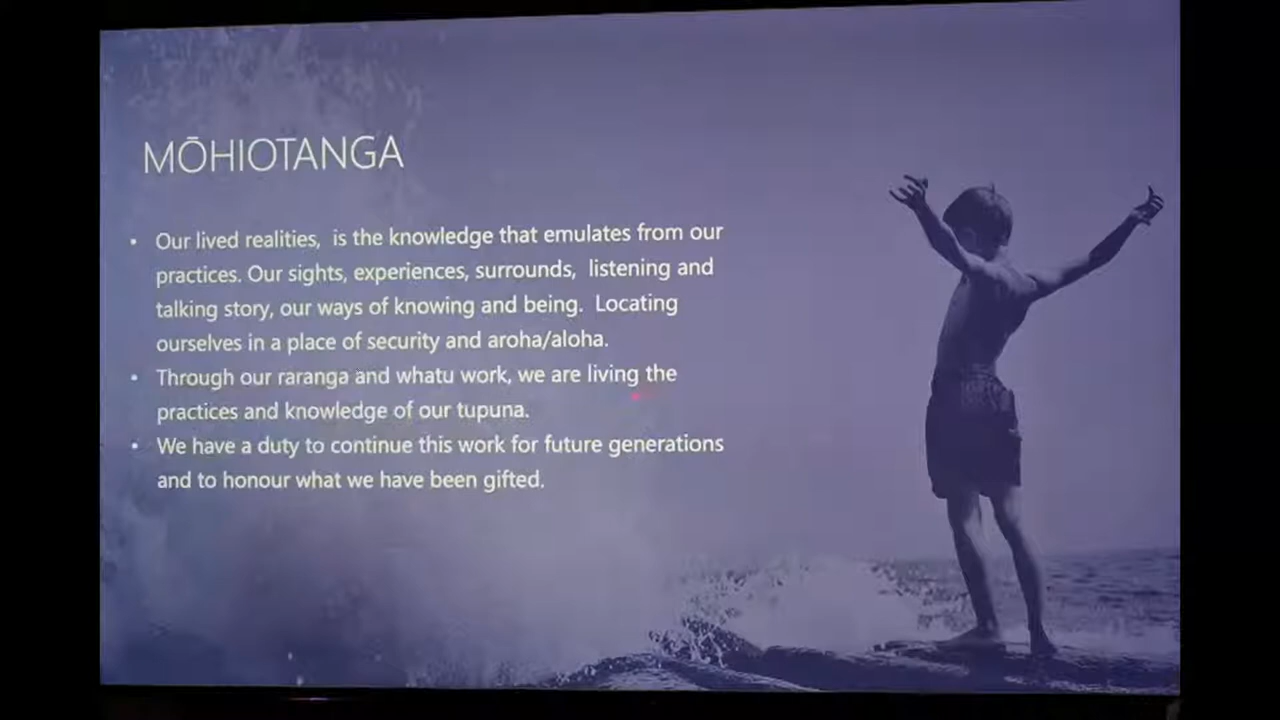 MŌHIOTANGA
• Our lived realities,  is the knowledge that emulates from our
practices. Our sights, experiences, surrounds,  listening and
talking story, our ways of knowing and being.  Locating
ourselves in a place of security and aroha/aloha.
• Through our raranga and whatu work, we are living the
practices and knowledge of our tupuna.
• We have a duty to continue this work for future generations
and to honour what we have been gifted.